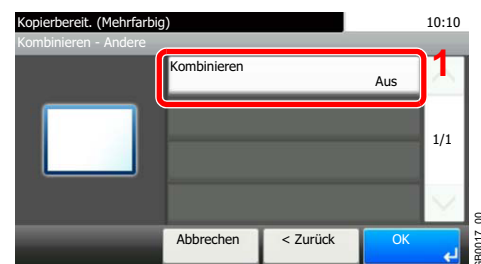 Kopierbereit. (Mehrfarbig) 10:10
Kombinieren - Andere
Kombinieren
Aus
1
1/1
Abbrechen < Zurück OK